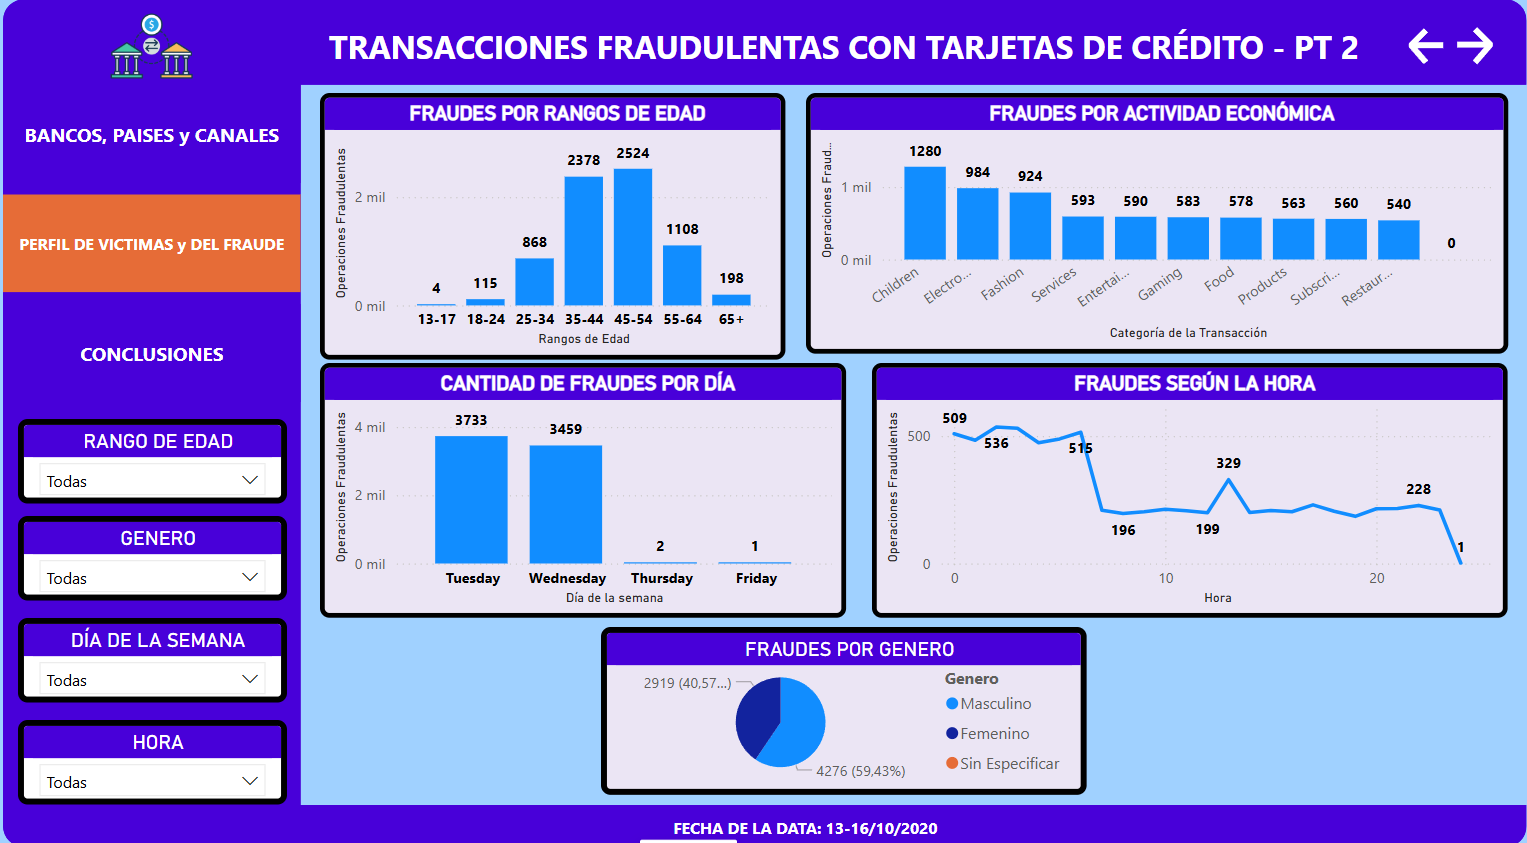 TRANSACCIONES FRAUDULENTAS CON TARJETAS DE CRÉDITO - PT 2
$
BANCOS, PAISES y CANALES
PERFIL DE VICTIMAS y DEL FRAUDE
CONCLUSIONES
RANGO DE EDAD
Todas
GENERO
Todas
DÍA DE LA SEMANA
Todas
HORA
Todas
FRAUDES POR RANGOS DE EDAD
Operaciones Fraudulentas
2 mil
0 mil
4
115
868
2378
2524
1108
198
13-17
18-24
25-34
35-44
45-54
55-64
65+
Rangos de Edad
FRAUDES POR ACTIVIDAD ECONÓMICA
Operaciones Fraud...
1 mil
0 mil
1280
984
924
593
590
583
578
563
560
540
0
Children
Electro...
Fashion
Services
Entertai...
Gaming
Food
Products
Subscri...
Restaur...
Categoría de la Transacción
CANTIDAD DE FRAUDES POR DÍA
Operaciones Fraudulentas
4 mil
2 mil
0 mil
3733
3459
2
1
Tuesday
Wednesday
Thursday
Friday
Día de la semana
FRAUDES SEGÚN LA HORA
Operaciones Fraudulentas
500
0
509
536
515
196
199
329
228
1
0
10
20
Hora
FRAUDES POR GENERO
2919 (40,57...)
4276 (59,43%)
Genero
Masculino
Femenino
Sin Especificar
FECHA DE LA DATA: 13-16/10/2020